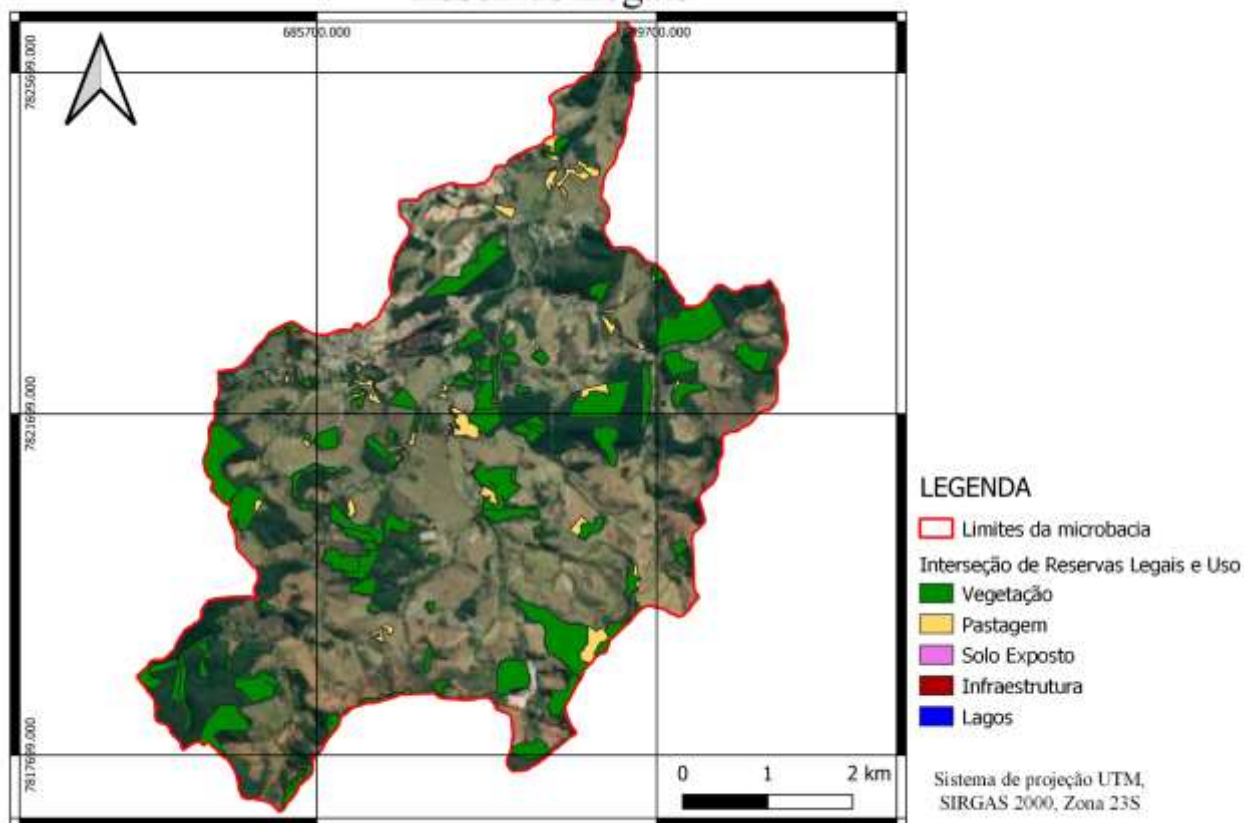 685700.000
7825699.000
7821699.000
7817699.000
LEGENDA
Limites da microbacia
Interseção de Reservas Legais e Uso
Vegetação
Pastagem
Solo Exposto
Infraestrutura
Lagos
0 1 2 km
Sistema de projeção UTM,
SIRGAS 2000, Zona 23S